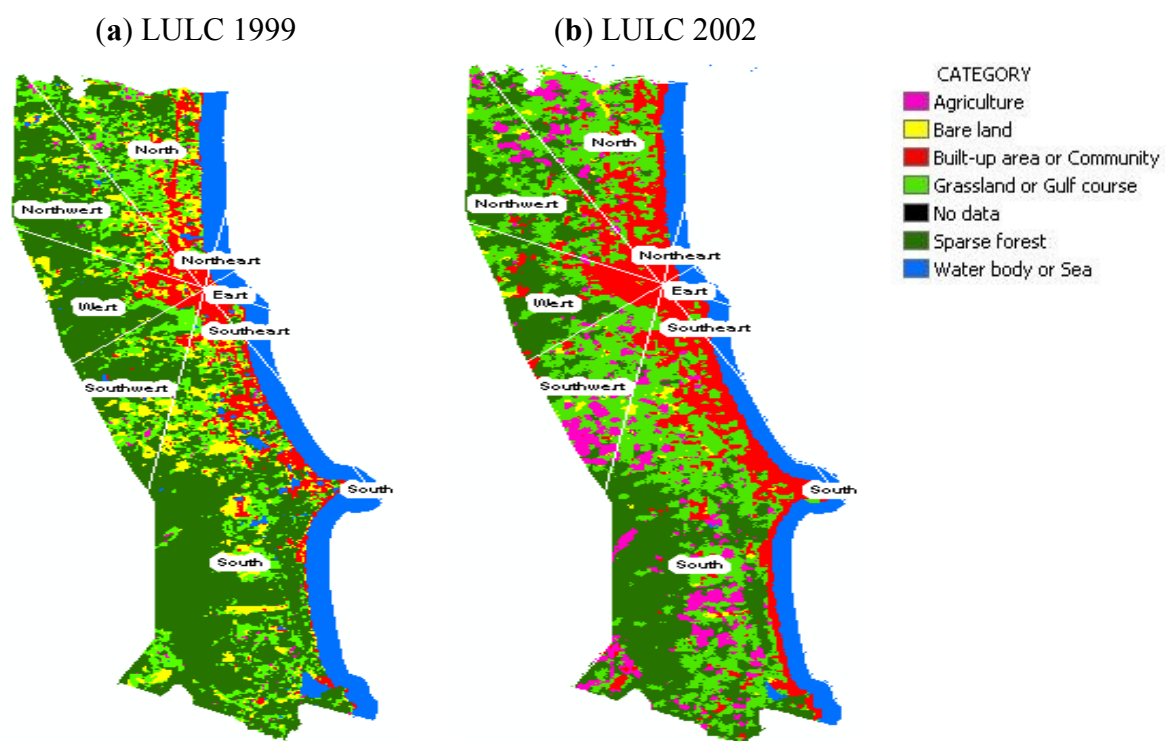 (a) LULC 1999
(b) LULC 2002
North
Northwest
Northeast
West
East
Southeast
Southwest
South
South
North
Northwest
Northeast
West
East
Southeast
Southwest
South
South
CATEGORY
Agriculture
Bare land
Built-up area or Community
Grassland or Gulf course
No data
Sparse forest
Water body or Sea